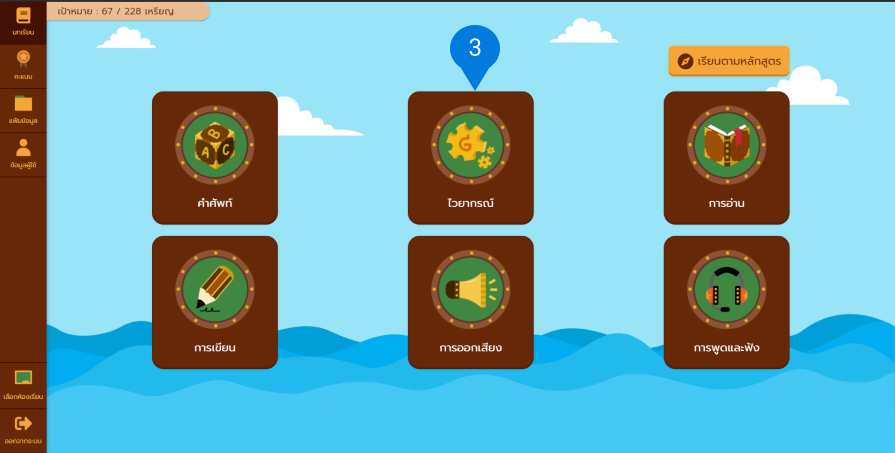 เป้าหมาย : 67 / 228 เหรียญ
บทเรียน
คะแนน
แฟ้มข้อมูล
ข้อมูลผู้ใช้
เลือกห้องเรียน
ออกจากระบบ
3
เรียนตามหลักสูตร
คำศัพท์
ไวยากรณ์
การอ่าน
การเขียน
การออกเสียง
การพูดและฟัง